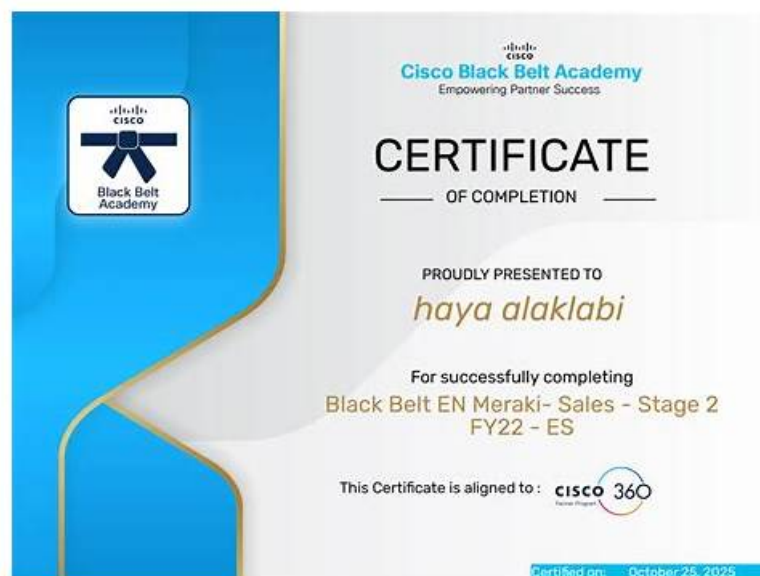 CISCO
Black Belt
Academy
CISCO
Cisco Black Belt Academy
Empowering Partner Success
CERTIFICATE
OF COMPLETION
PROUDLY PRESENTED TO
haya alaklabi
For successfully completing
Black Belt EN Meraki- Sales - Stage 2
FY22 - ES
This Certificate is aligned to :
CISCO 360
Partner Program
Certified on: October 25, 2025